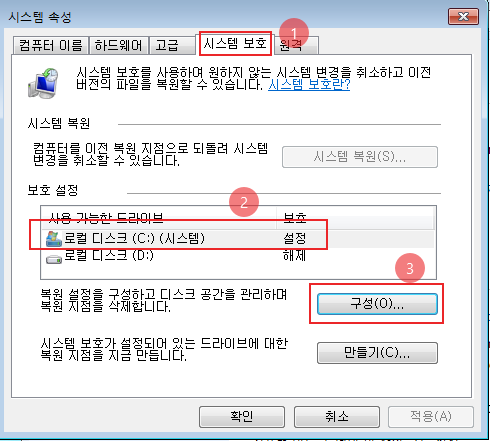 시스템 속성
1
컴퓨터 이름 하드웨어 고급 시스템 보호 원격
시스템 보호를 사용하여 원하지 않는 시스템 변경을 취소하고 이전
버전의 파일을 복원할 수 있습니다. 시스템 보호란?
시스템 복원
컴퓨터를 이전 복원 지점으로 되돌려 시스템
변경을 취소할 수 있습니다.
시스템 복원(S)...
보호 설정
2
사용 가능한 드라이브 보호
로컬 디스크 (C:) (시스템) 설정
로컬 디스크 (D:) 해제
3
복원 설정을 구성하고 디스크 공간을 관리하며
복원 지점을 삭제합니다.
구성(O)...
시스템 보호가 설정되어 있는 드라이브에 대한
복원 지점을 지금 만듭니다.
만들기(C)...
확인 취소 적용(A)